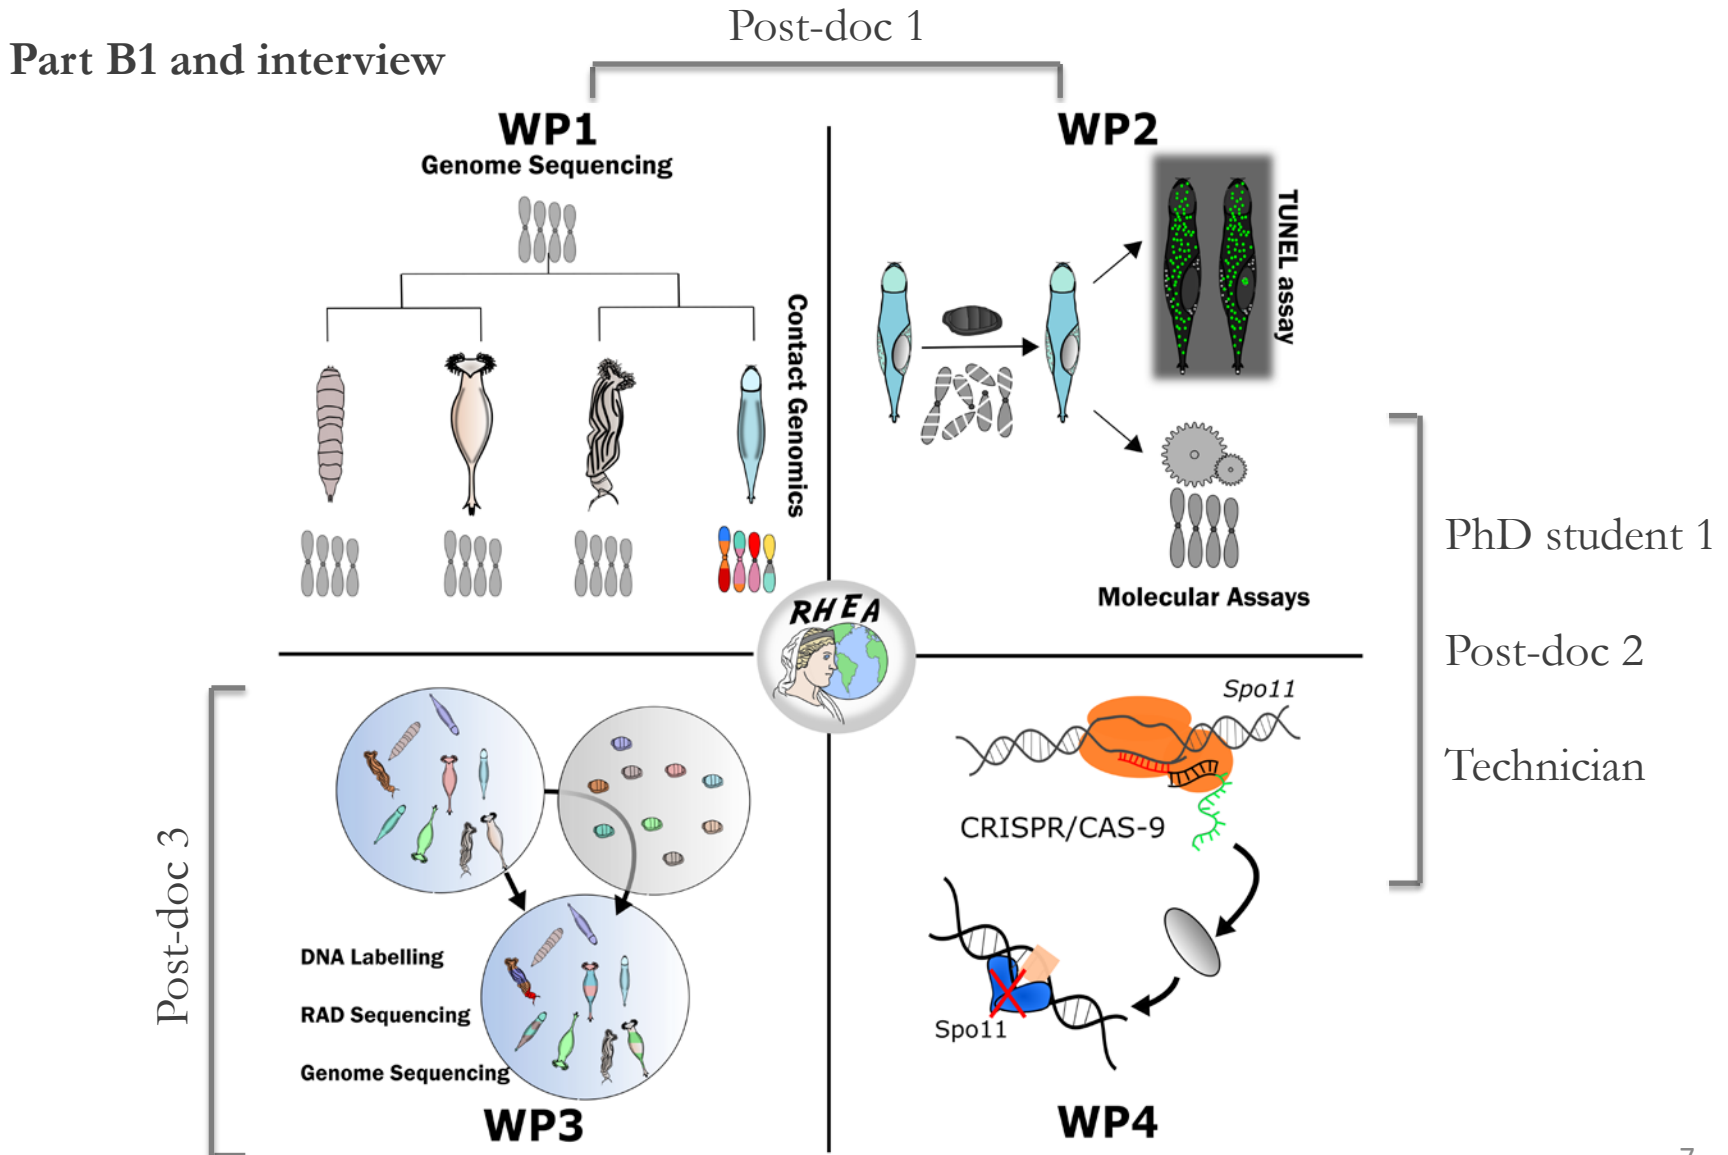 Post-doc 1
Part B1 and interview
WP1
Genome Sequencing
Contact Genomics
WP2
TUNEL assay
Molecular Assays
PhD student 1
Post-doc 2
Technician
RHEA
Post-doc 3
DNA Labelling
RAD Sequencing
Genome Sequencing
WP3
Spo11
CRISPR/CAS-9
Spo11
WP4
7